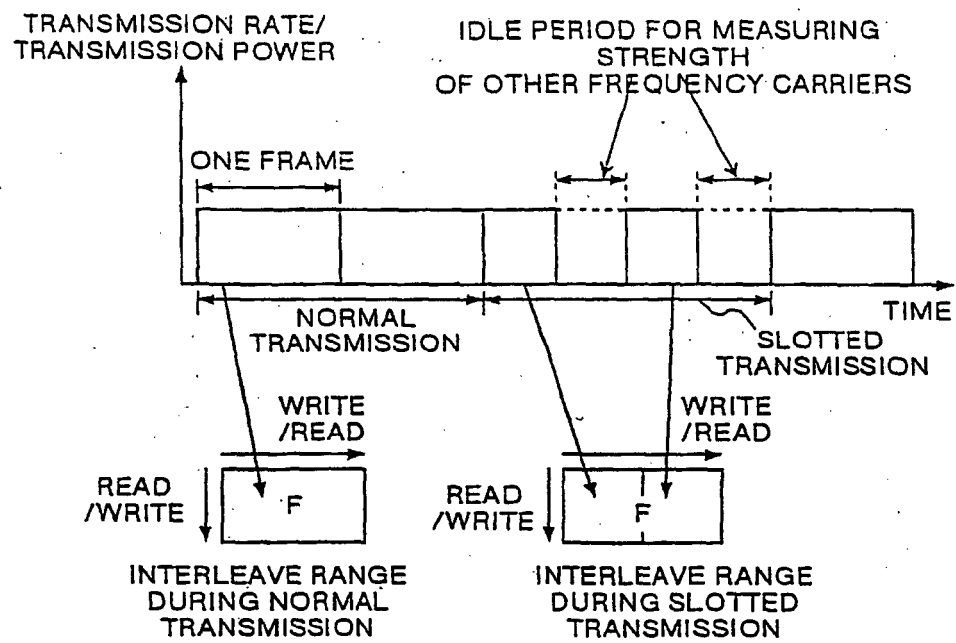 TRANSMISSION RATE/
TRANSMISSION POWER
IDLE PERIOD FOR MEASURING
STRENGTH
OF OTHER FREQUENCY CARRIERS
ONE FRAME
TIME
NORMAL
TRANSMISSION
SLOTTED
TRANSMISSION
WRITE
/READ
READ
/WRITE
F
INTERLEAVE RANGE
DURING NORMAL
TRANSMISSION
WRITE
/READ
READ
/WRITE
F
INTERLEAVE RANGE
DURING SLOTTED
TRANSMISSION